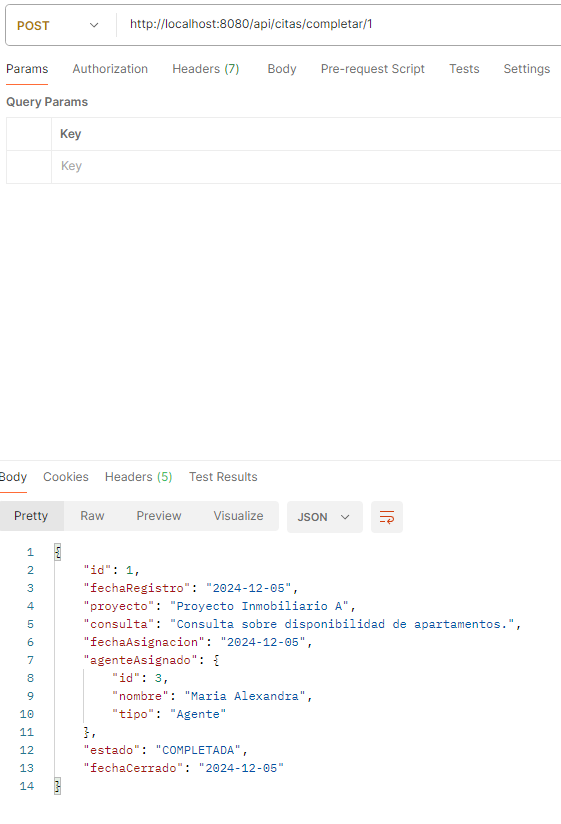 POST http://localhost:8080/api/citas/completar/1
Params Authorization Headers (7) Body Pre-request Script Tests Settings
Query Params
Key
Key
Body Cookies Headers (5) Test Results
Pretty Raw Preview Visualize JSON
1 {
2 "id": 1,
3 "fechaRegistro": "2024-12-05",
4 "proyecto": "Proyecto Inmobiliario A",
5 "consulta": "Consulta sobre disponibilidad de apartamentos.",
6 "fechaAsignacion": "2024-12-05",
7 "agenteAsignado": {
8 "id": 3,
9 "nombre": "Maria Alexandra",
10 "tipo": "Agente"
11 },
12 "estado": "COMPLETADA",
13 "fechaCerrado": "2024-12-05"
14 }